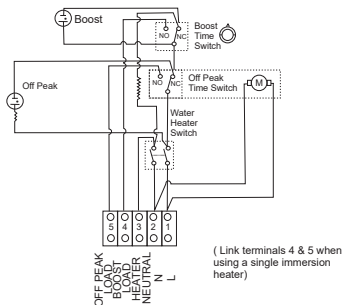 Boost
Boost
Time
Switch
NO
NC
Off Peak
NO
NC
Off Peak
Time Switch
M
Water
Heater
Switch
5
4
3
2
1
OFF PEAK
LOAD
BOOST
LOAD
HEATER
NEUTRAL
N
L
( Link terminals 4 & 5 when
using a single immersion
heater)